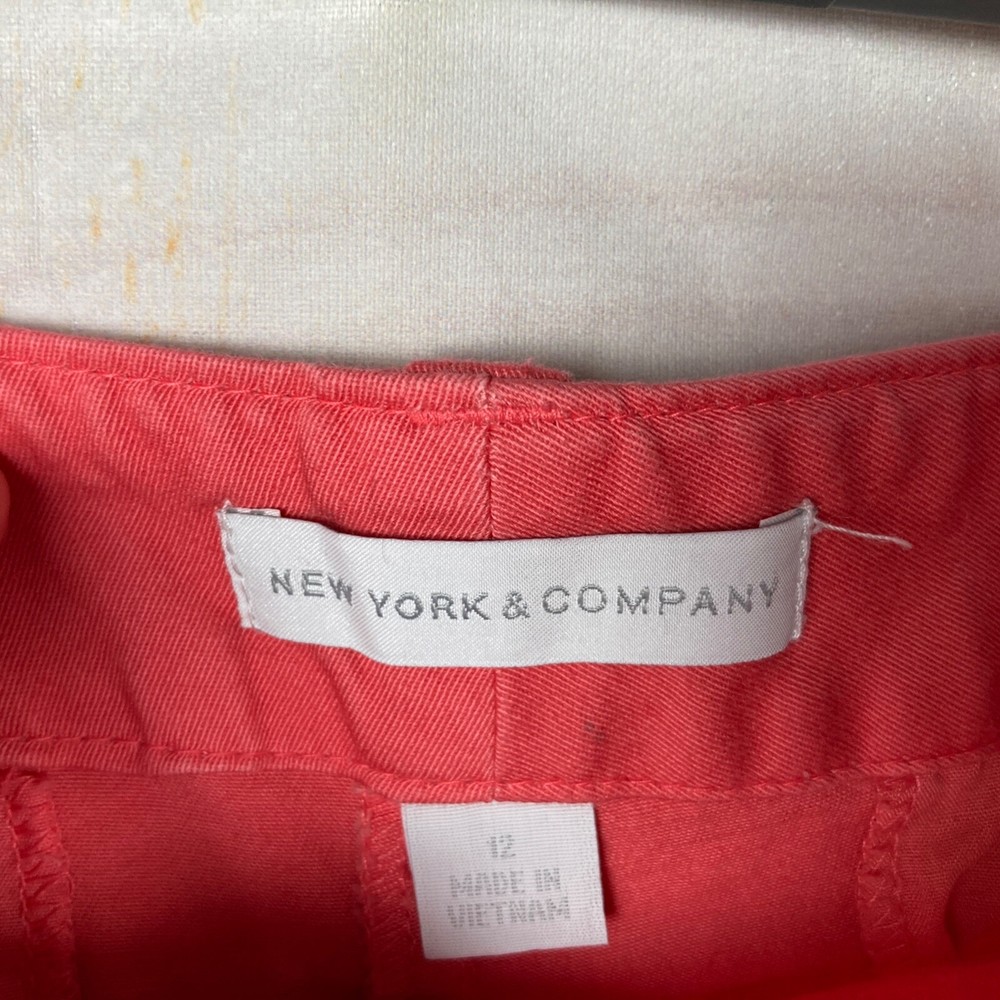 NEW YORK & COMPANY
12
MADE IN
VIETNAM